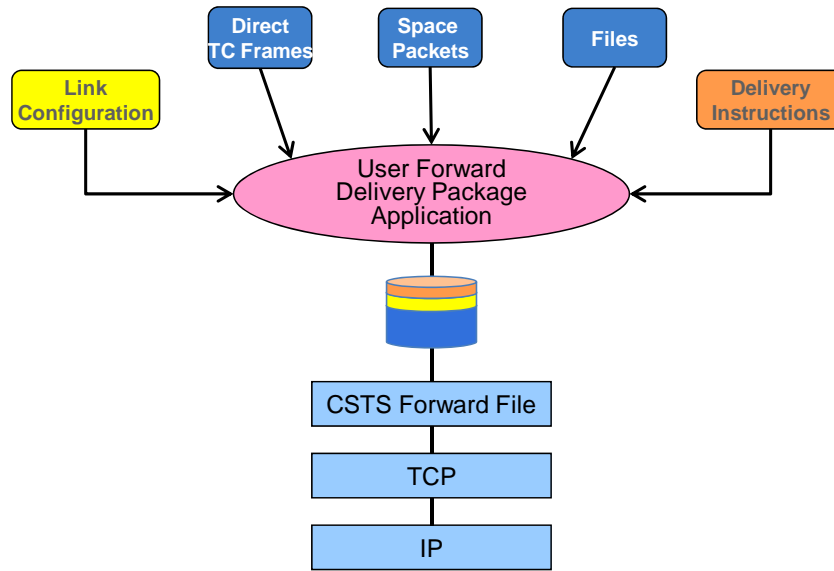 Direct
TC Frames
Space
Packets
Files
Link
Configuration
Delivery
Instructions
User Forward
Delivery Package
Application
CSTS Forward File
TCP
IP